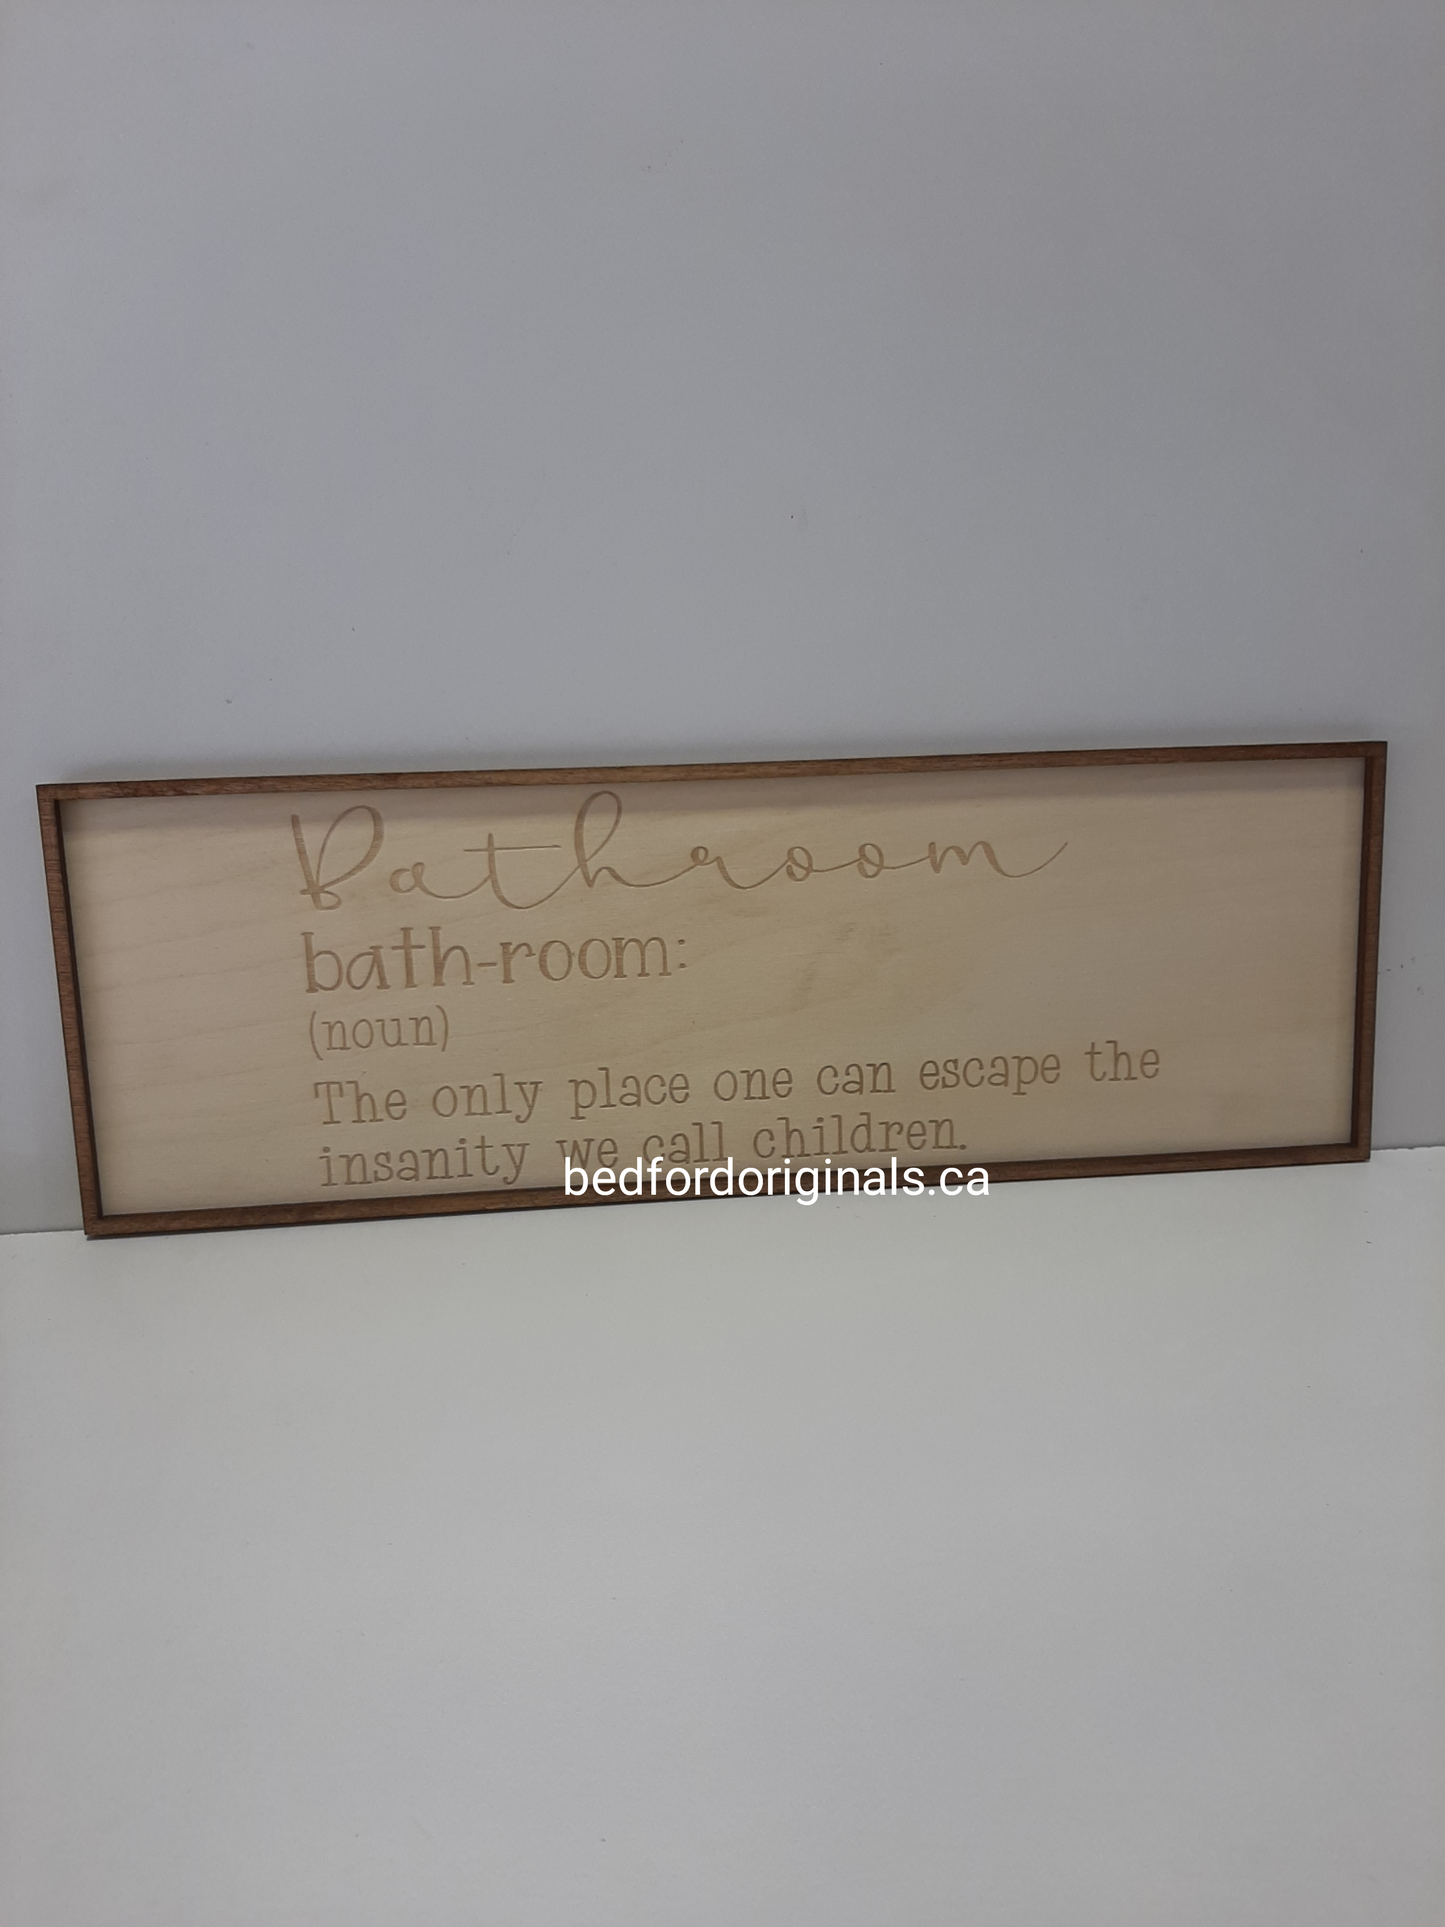 Bathroom
bath-room:
(noun)
The only place one can escape the
insanity we call children.
bedfordoriginals.ca